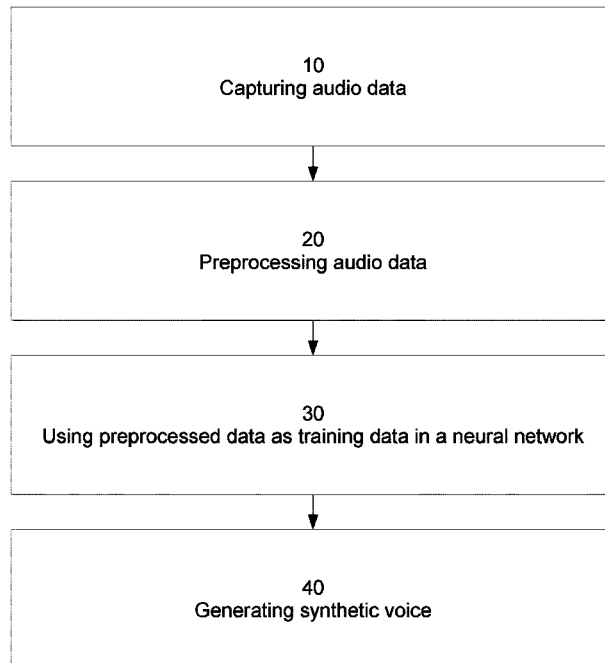 10
Capturing audio data
20
Preprocessing audio data
30
Using preprocessed data as training data in a neural network
40
Generating synthetic voice